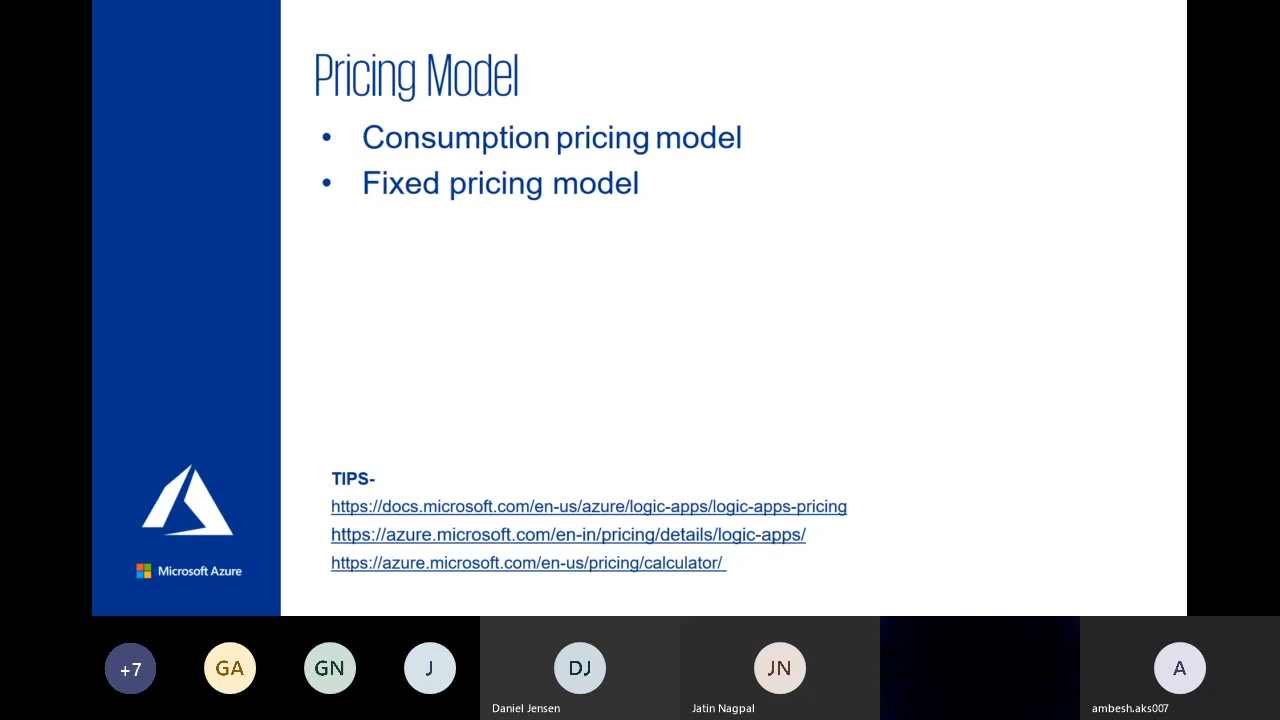 Pricing Model
• Consumption pricing model
• Fixed pricing model
TIPS-
https://docs.microsoft.com/en-us/azure/logic-apps/logic-apps-pricing
https://azure.microsoft.com/en-in/pricing/details/logic-apps/
https://azure.microsoft.com/en-us/pricing/calculator/
Microsoft Azure
+7
GA
GN
J
DJ
JN
A
Daniel Jensen
Jatin Nagpal
ambesh.aks007